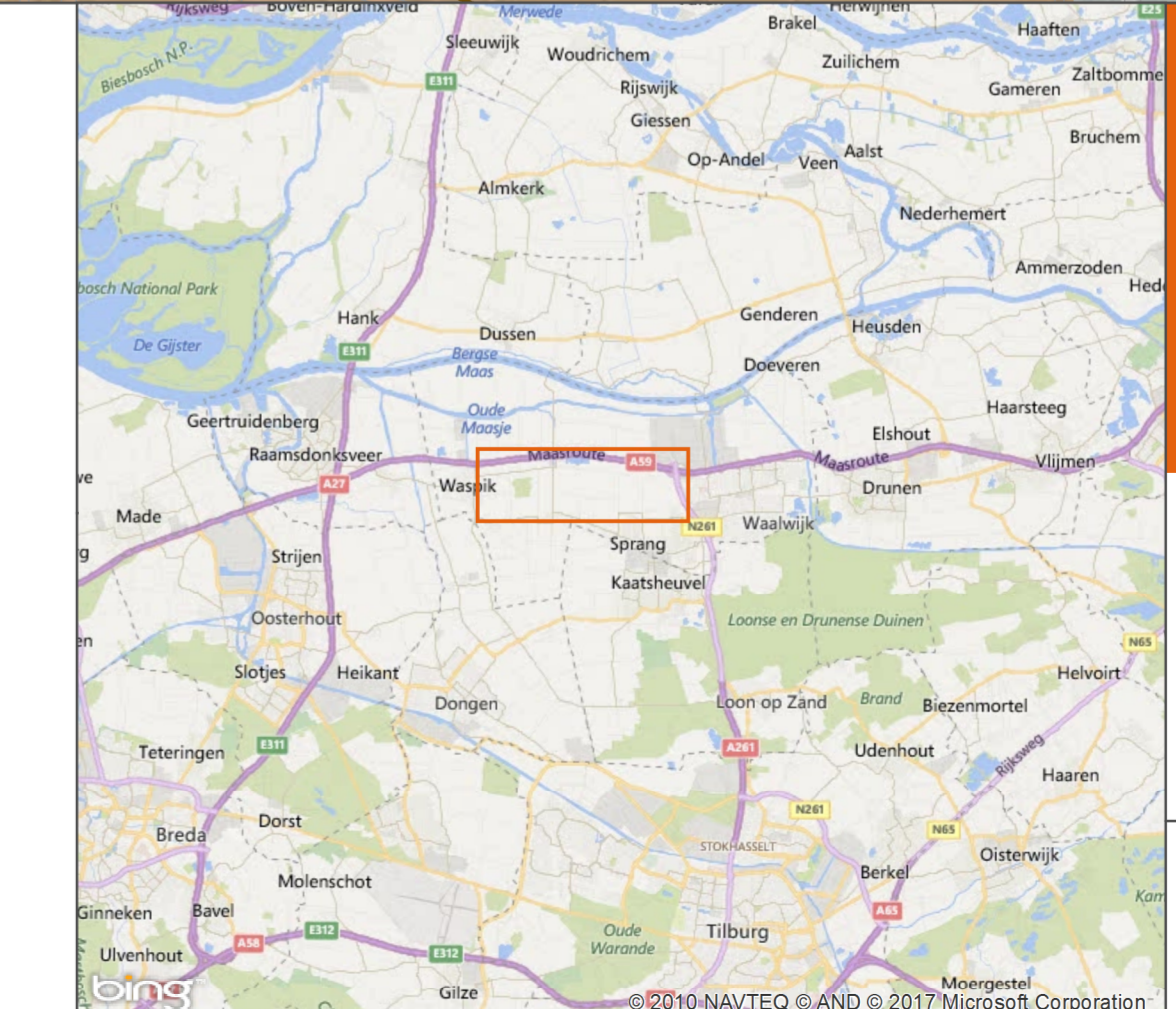 Rijksweg
Boven-Hardinxveld
Merwede
Herwijnen
E25
Brakel
Haaften
Sleeuwijk
Woudrichem
Zuilichem
Biesbosch N.P.
E311
Rijswijk
Zaltbomme
Gameren
Giessen
Bruchem
Op-Andel
Veen
Aalst
Almkerk
Nederhemert
Ammerzoden
bosch National Park
Hed
Hank
Genderen
Heusden
De Gijster
Dussen
E311
Bergse
Maas
Doeveren
Oude
Maasje
Haarsteeg
Geertruidenberg
Elshout
Raamsdonksveer
Maasroute
A59
Maasroute
Vlijmen
we
A27
Waspik
Drunen
Made
N261
Waalwijk
g
Strijen
Sprang
Kaatsheuvel
Oosterhout
Loonse en Drunense Duinen
en
N65
Slotjes
Heikant
Helvoirt
Dongen
Loon op Zand
Brand
Biezenmortel
E311
Teteringen
A261
Udenhout
Rijksweg
Haaren
N261
Dorst
N65
Breda
STOKHASSELT
Oisterwijk
Molenschot
Berkel
Kam
Ginneken
Bavel
A65
E312
Oude
Warande
Tilburg
A58
Ulvenhout
E312
Moergestel
bing™
Gilze
© 2010 NAVTEQ © AND © 2017 Microsoft Corporation